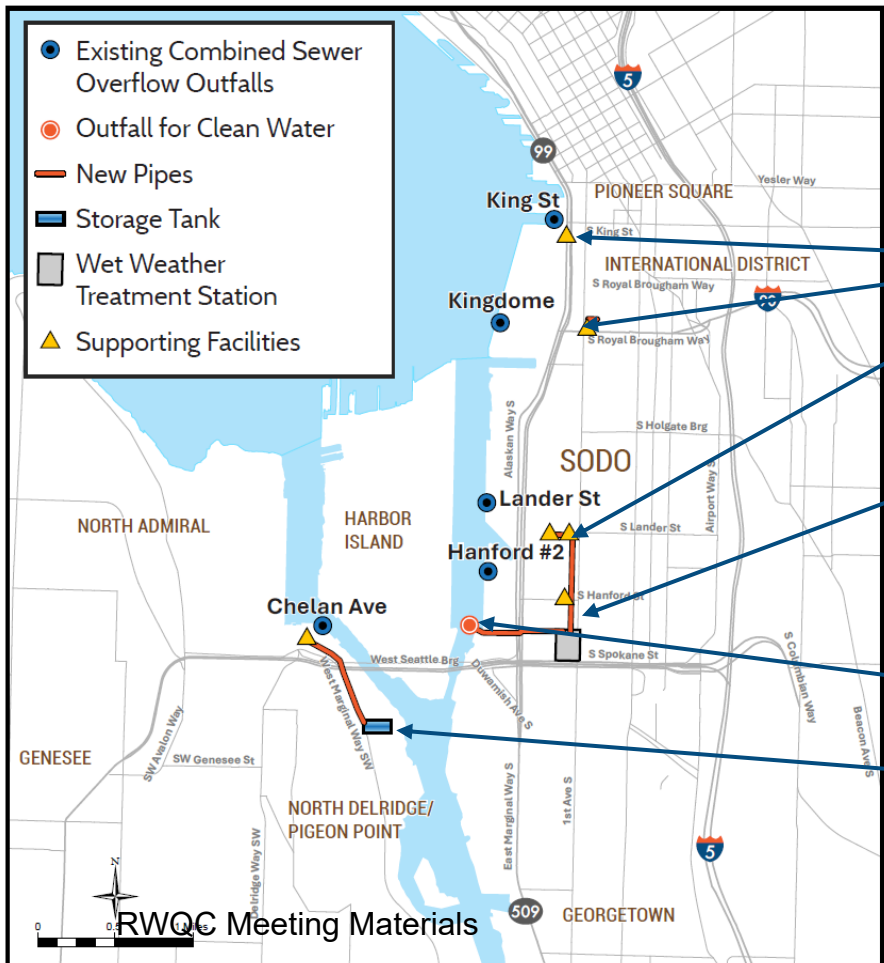 Existing Combined Sewer
Overflow Outfalls
Outfall for Clean Water
New Pipes
Storage Tank
Wet Weather
Treatment Station
Supporting Facilities
5
99
Yesler Way
PIONEER SQUARE
King St
S King St
INTERNATIONAL DISTRICT
S Royal Brougham Way
Kingdome
S Royal Brougham Way
S Holgate Brg
Alaskan Way S
SODO
Airport Way S
Lander St
NORTH ADMIRAL
HARBOR
ISLAND
S Lander St
Hanford #2
S Hanford St
Chelan Ave
West Seattle Brg
S Spokane St
S Columbian Way
Duwamish Ave S
West Marginal Way SW
Beacon Ave S
SW Avalon Way
GENESEE
SW Genesee St
East Marginal Way S
1st Ave S
NORTH DELRIDGE/
PIGEON POINT
5
Delridge Way SW
N
509
GEORGETOWN
0
0.5
1 Miles
RWQC Meeting Materials